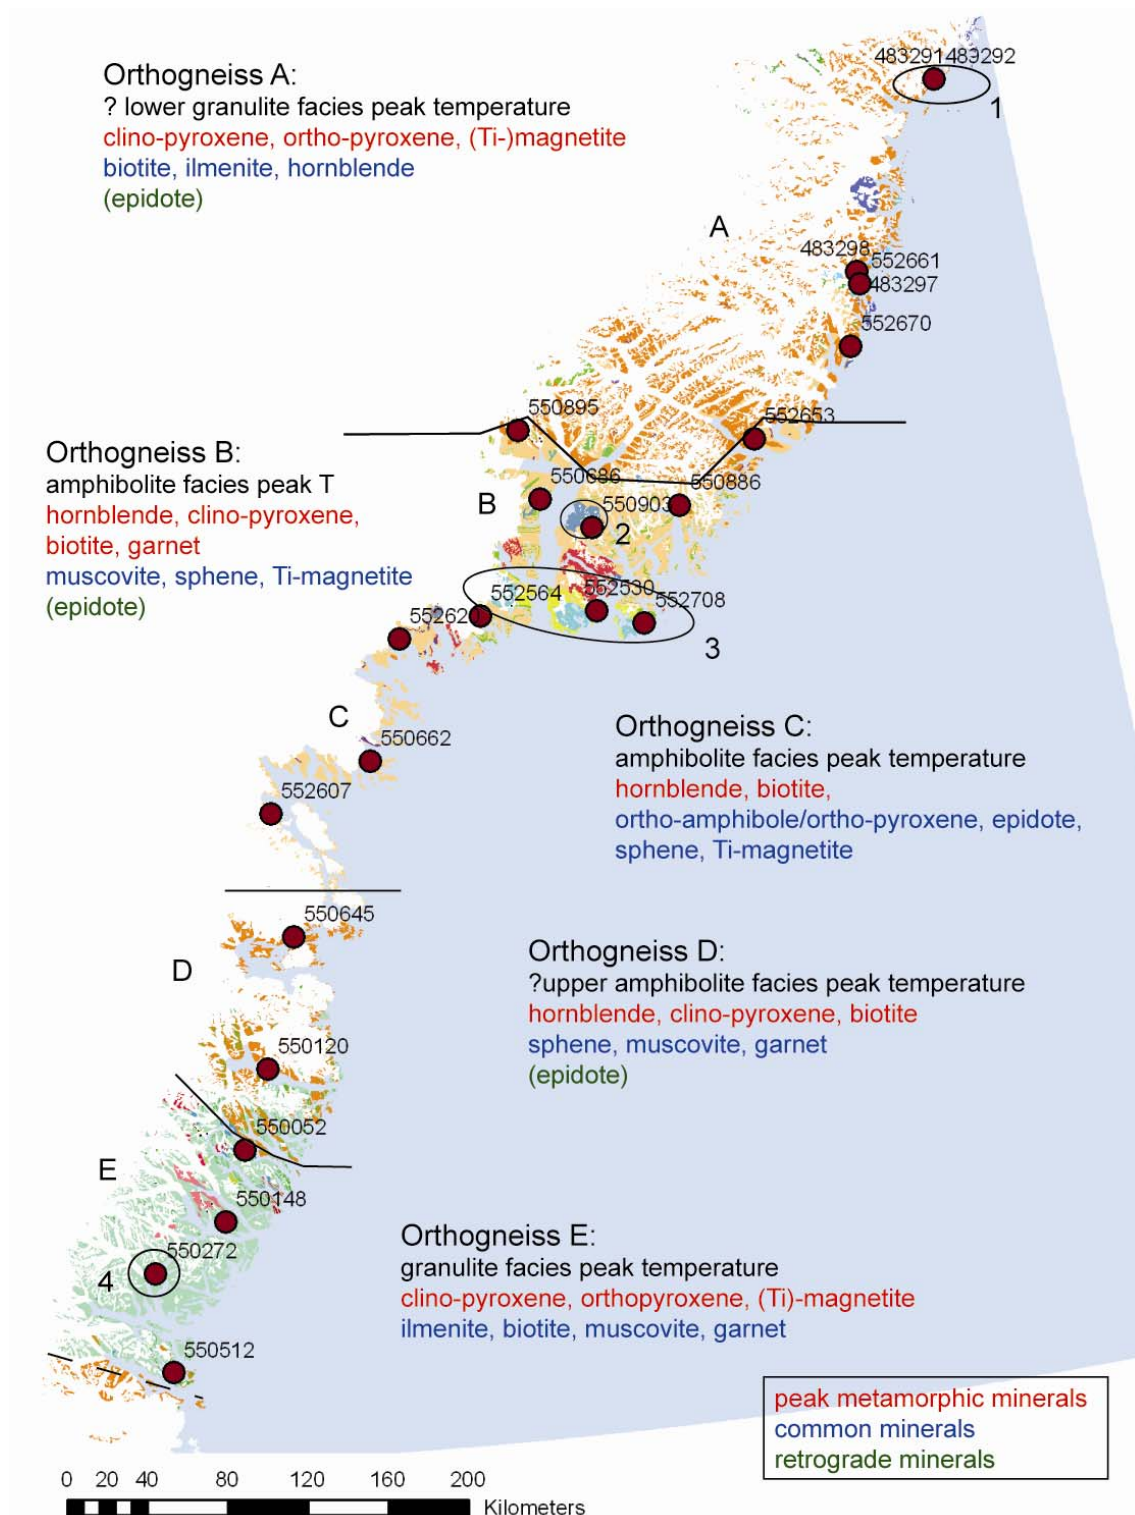 483291 483292
Orthogneiss A:
? lower granulite facies peak temperature
clino-pyroxene, ortho-pyroxene, (Ti-)magnetite
biotite, ilmenite, hornblende
(epidote)
1
A
483298
552661
483297
552670
550895
552653
Orthogneiss B:
amphibolite facies peak T
hornblende, clino-pyroxene,
biotite, garnet
muscovite, sphene, Ti-magnetite
(epidote)
550686
550886
B
550903
2
552564
552530
552708
55262
3
C
550662
Orthogneiss C:
amphibolite facies peak temperature
hornblende, biotite,
ortho-amphibole/ortho-pyroxene, epidote,
sphene, Ti-magnetite
552607
550645
D
Orthogneiss D:
?upper amphibolite facies peak temperature
hornblende, clino-pyroxene, biotite
sphene, muscovite, garnet
(epidote)
550120
550052
E
550148
550272
4
Orthogneiss E:
granulite facies peak temperature
clino-pyroxene, orthopyroxene, (Ti)-magnetite
ilmenite, biotite, muscovite, garnet
550512
peak metamorphic minerals
common minerals
retrograde minerals
0 20 40 80 120 160 200
Kilometers